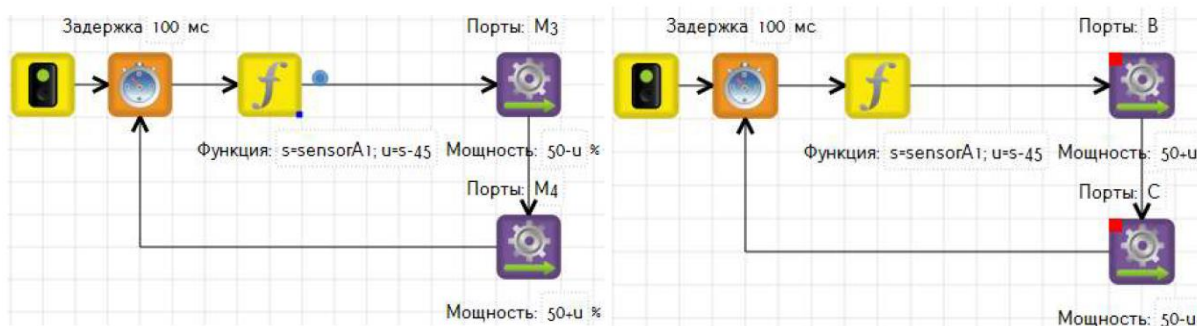 Задержка 100 мс
Порты: M3
Функция: s=sensorA1; u=s-45
Мощность: 50-u %
Порты: M4
Мощность: 50+u %
Задержка 100 мс
Порты: B
Функция: s=sensorA1; u=s-45
Мощность: 50+u
Порты: C
Мощность: 50-u